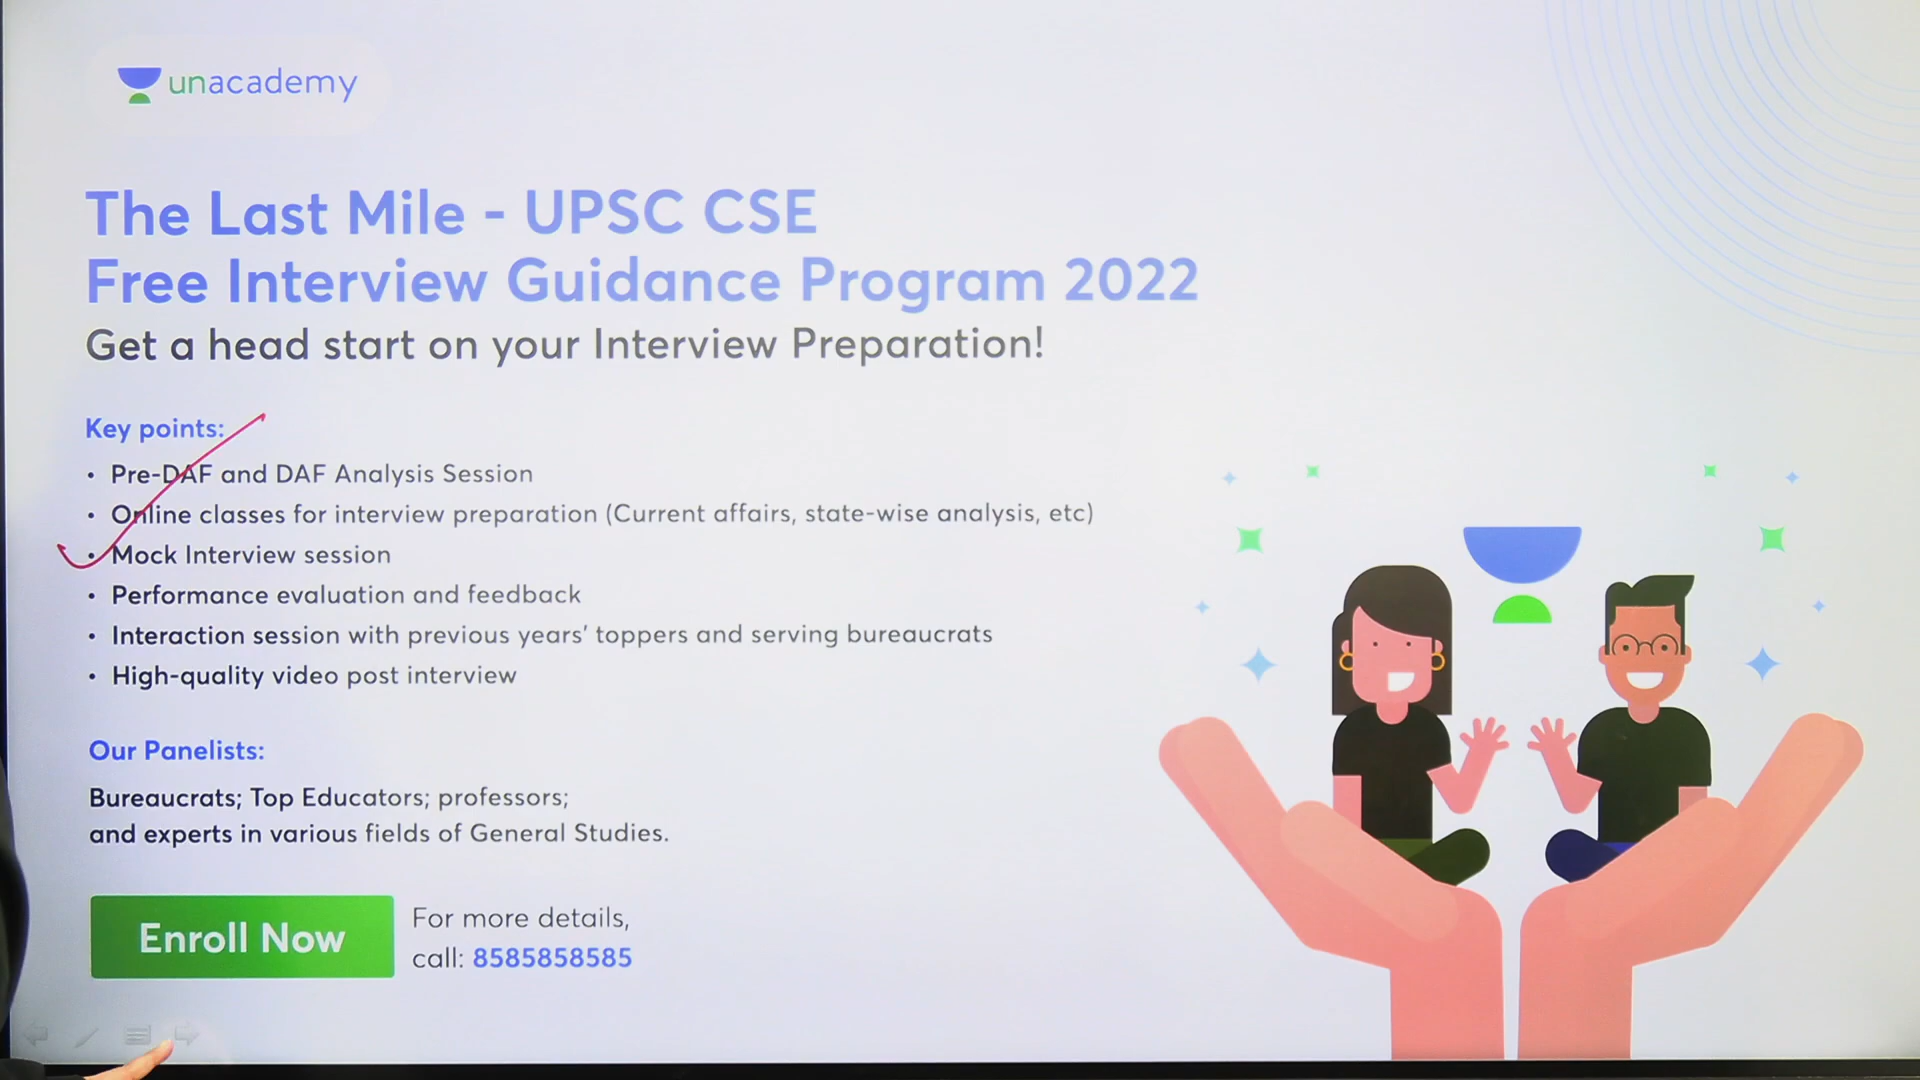 unacademy
The Last Mile - UPSC CSE
Free Interview Guidance Program 2022
Get a head start on your Interview Preparation!
Key points:
• Pre-DAF and DAF Analysis Session
• Online classes for interview preparation (Current affairs, state-wise analysis, etc)
• Mock Interview session
• Performance evaluation and feedback
• Interaction session with previous years’ toppers and serving bureaucrats
• High-quality video post interview
Our Panelists:
Bureaucrats; Top Educators; professors;
and experts in various fields of General Studies.
Enroll Now
For more details,
call: 8585858585